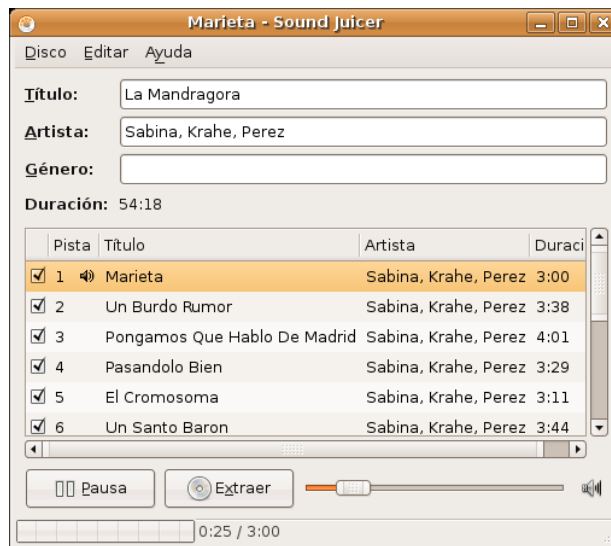 Marieta - Sound Juicer
Disco Editar Ayuda
Título: La Mandragora
Artista: Sabina, Krahe, Perez
Género:
Duración: 54:18
Pista Título Artista Duraci
1 Marieta Sabina, Krahe, Perez 3:00
2 Un Burdo Rumor Sabina, Krahe, Perez 3:38
3 Pongamos Que Hablo De Madrid Sabina, Krahe, Perez 4:01
4 Pasandolo Bien Sabina, Krahe, Perez 3:29
5 El Cromosoma Sabina, Krahe, Perez 3:11
6 Un Santo Baron Sabina, Krahe, Perez 3:44
Pausa Extraer
0:25 / 3:00